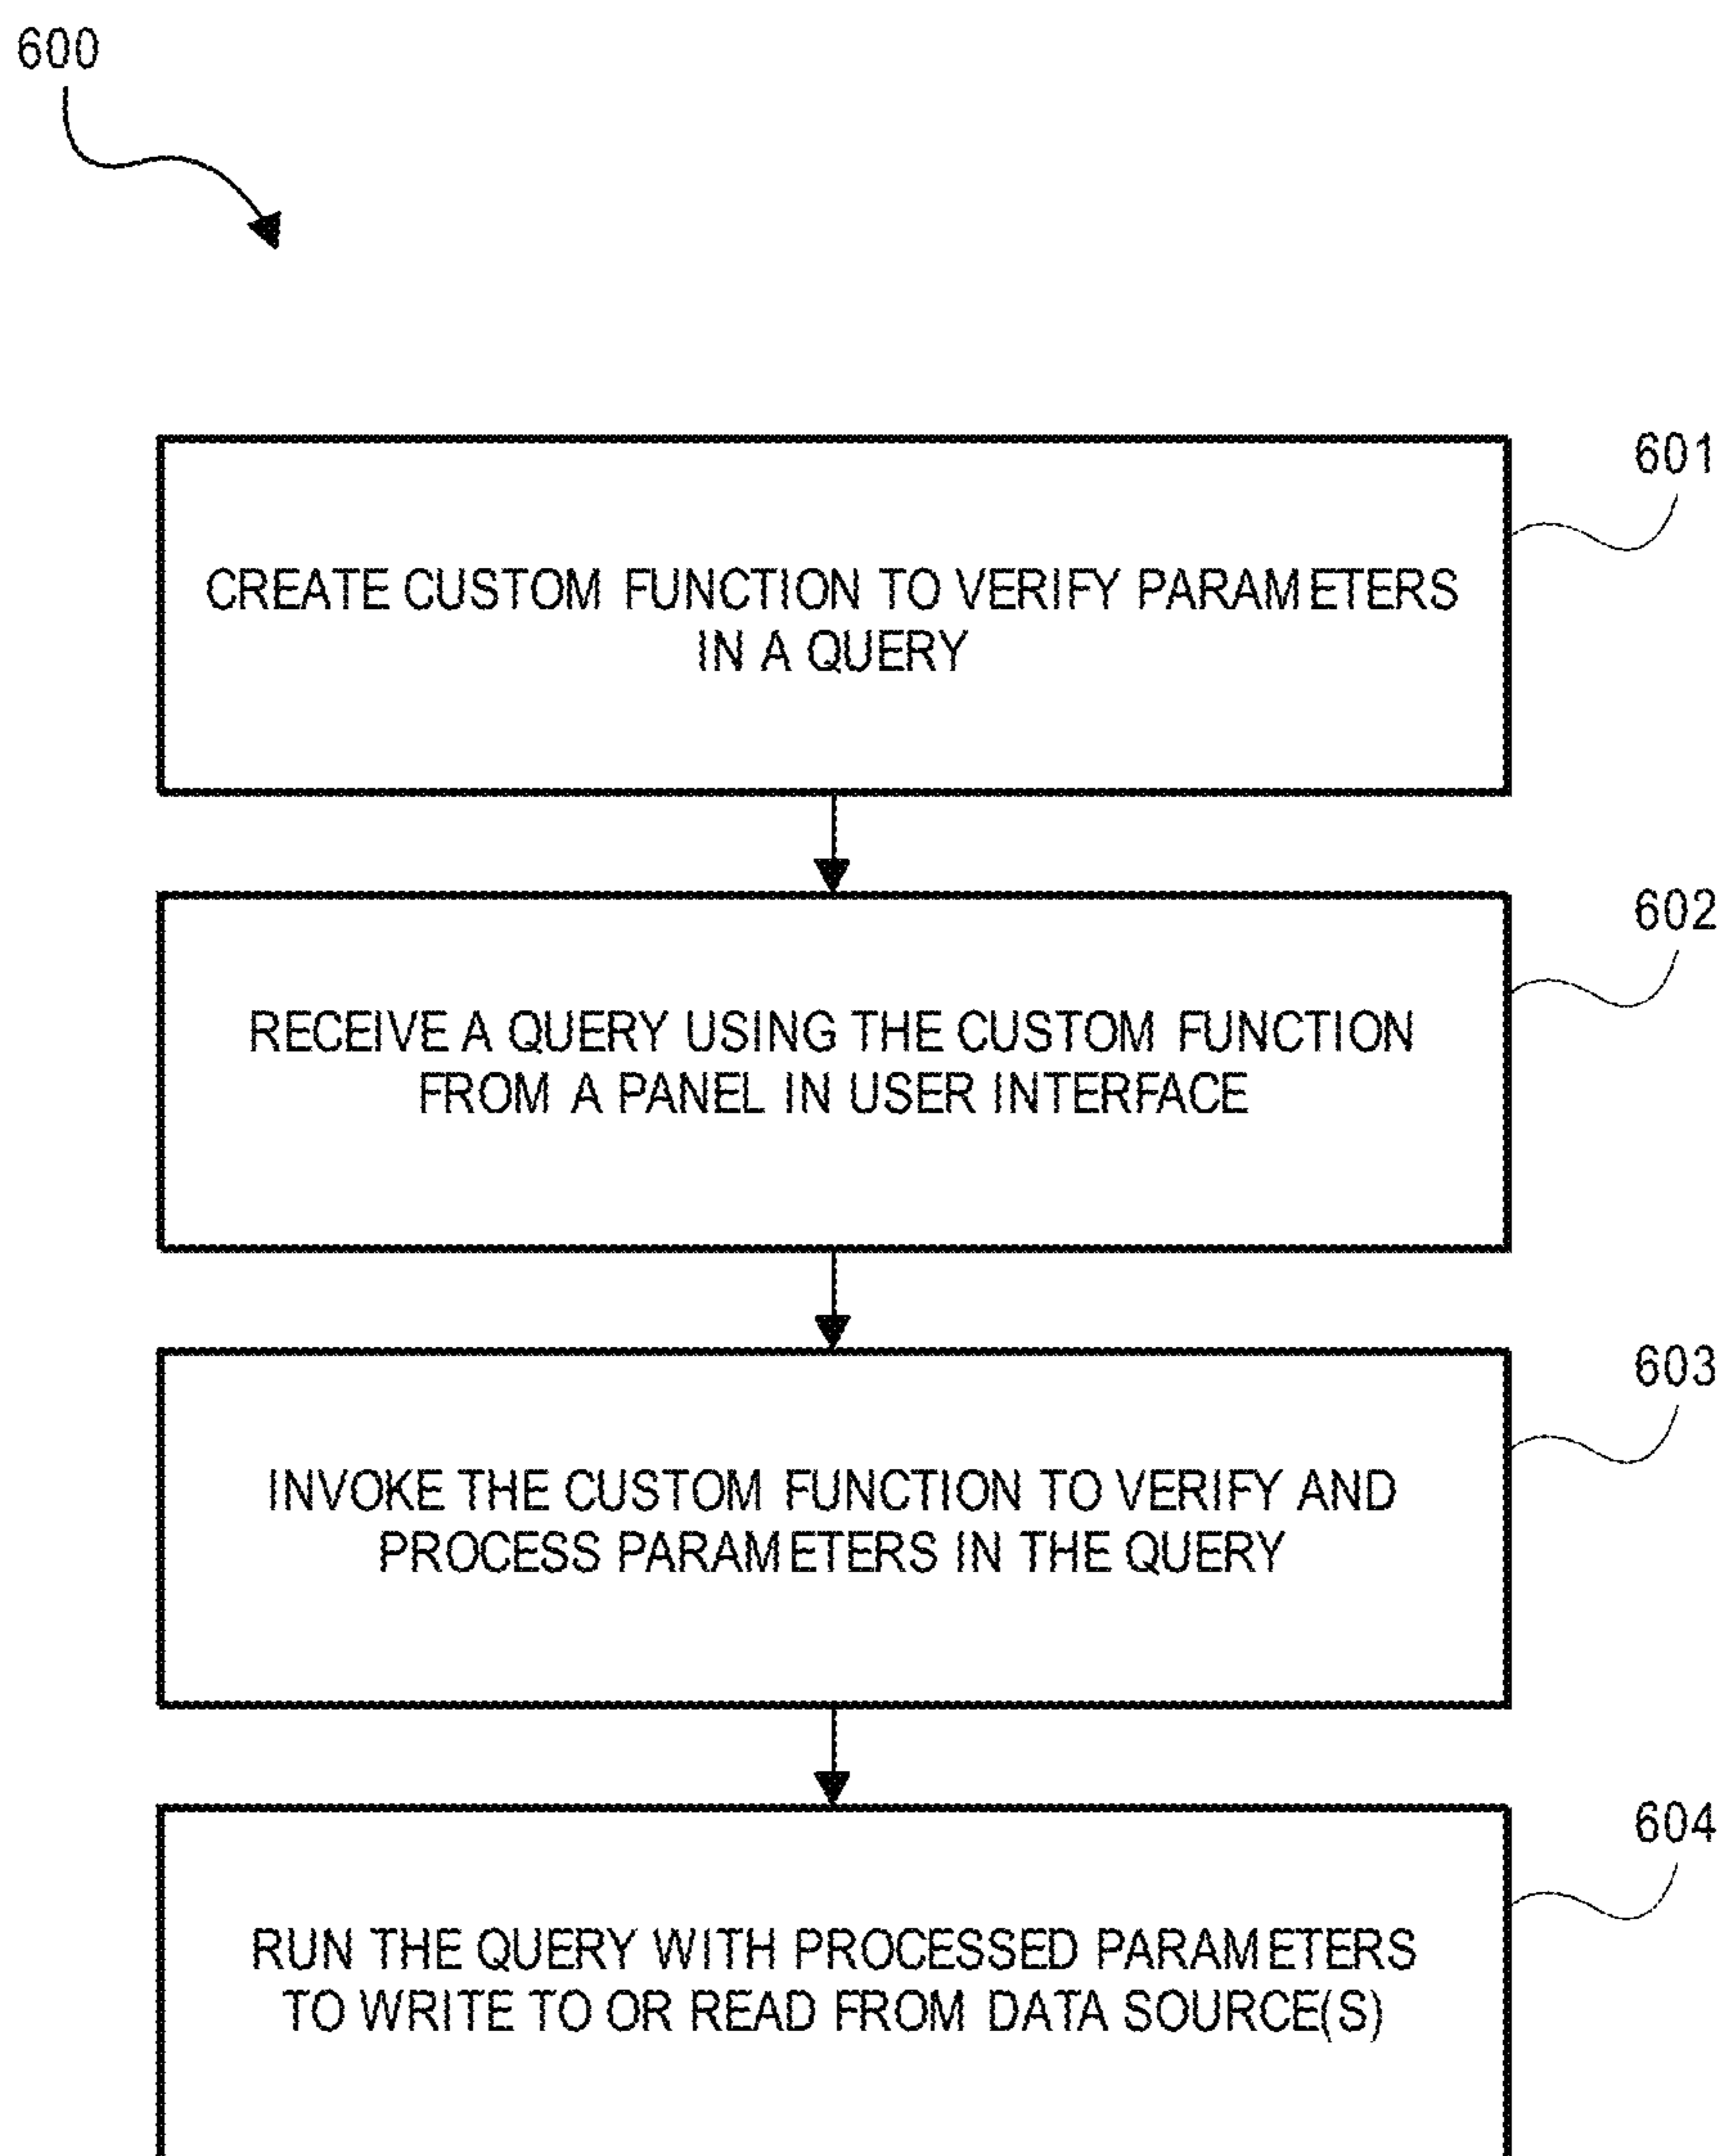 600
601
CREATE CUSTOM FUNCTION TO VERIFY PARAMETERS
IN A QUERY
602
RECEIVE A QUERY USING THE CUSTOM FUNCTION
FROM A PANEL IN USER INTERFACE
603
INVOKE THE CUSTOM FUNCTION TO VERIFY AND
PROCESS PARAMETERS IN THE QUERY
604
RUN THE QUERY WITH PROCESSED PARAMETERS
TO WRITE TO OR READ FROM DATA SOURCE(S)